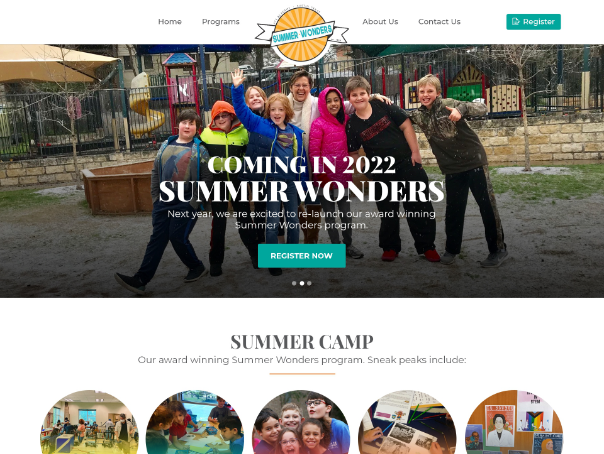 Home
Programs
SUMMER WONDERS
About Us
Contact Us
Register
COMING IN 2022
SUMMER WONDERS
Next year, we are excited to re-launch our award winning
Summer Wonders program.
REGISTER NOW
SUMMER CAMP
Our award winning Summer Wonders program. Sneak peaks include: